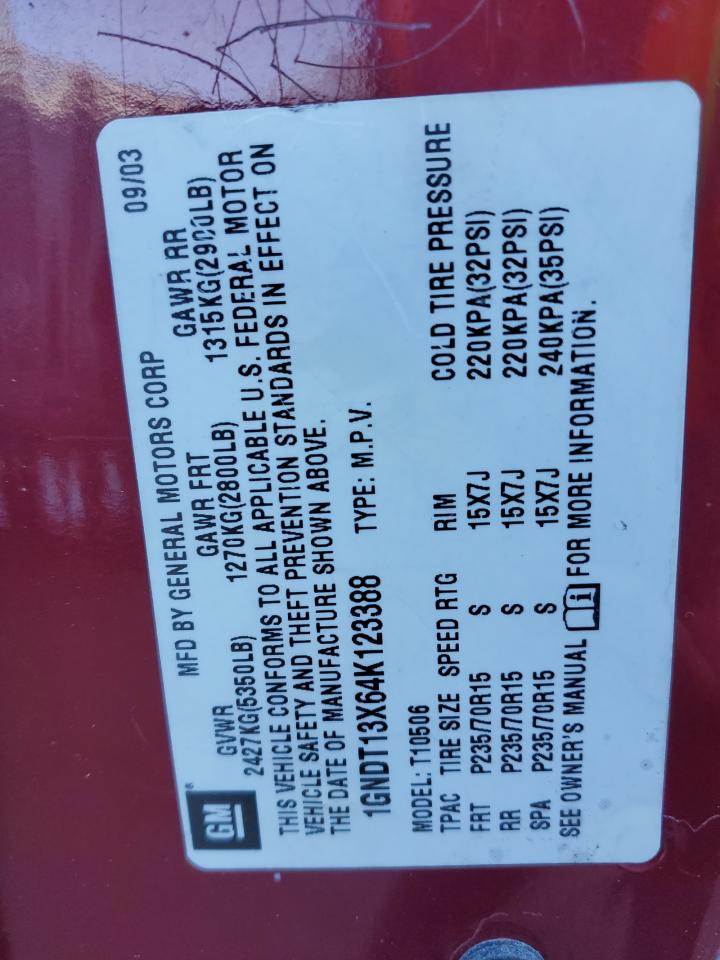 GM
MFD BY GENERAL MOTORS CORP 09/03
GVWR GAWR FRT GAWR RR
2427KG(5350LB) 1270KG(2800LB) 1315KG(2900LB)
THIS VEHICLE CONFORMS TO ALL APPLICABLE U.S. FEDERAL MOTOR
VEHICLE SAFETY AND THEFT PREVENTION STANDARDS IN EFFECT ON
THE DATE OF MANUFACTURE SHOWN ABOVE.
1GNDT13X64K123388 TYPE: M.P.V.
MODEL: T10506
TPAC TIRE SIZE SPEED RTG RIM COLD TIRE PRESSURE
FRT P235/70R15 S 15X7J 220KPA(32PSI)
RR P235/70R15 S 15X7J 220KPA(32PSI)
SPA P235/70R15 S 15X7J 240KPA(35PSI)
SEE OWNER'S MANUAL i FOR MORE INFORMATION.